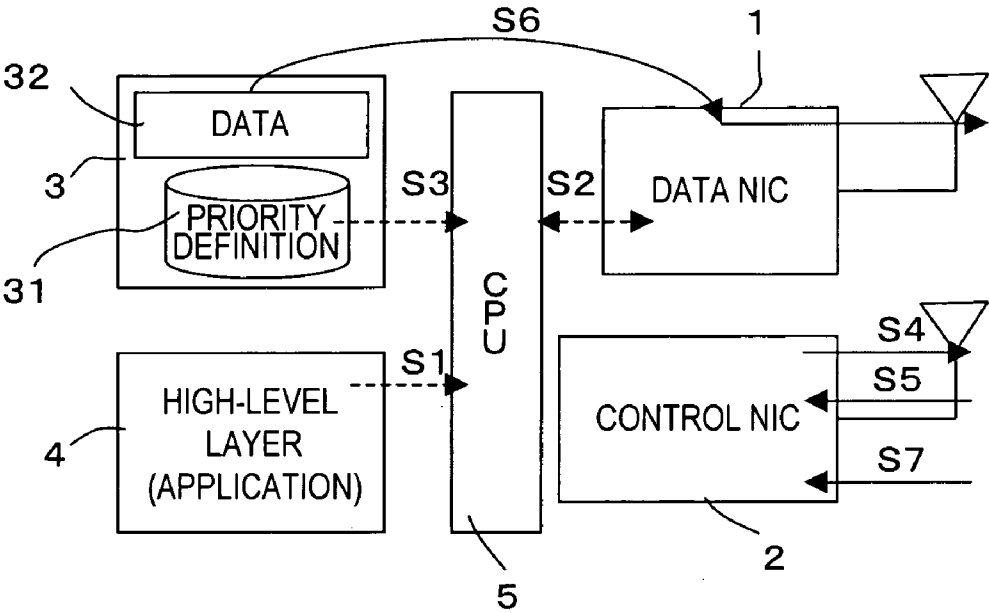 S6
1
32
DATA
3
S3
S2
DATA NIC
PRIORITY
DEFINITION
31
CPU
S4
S1
S5
HIGH-LEVEL
LAYER
(APPLICATION)
4
CONTROL NIC
S7
5
2